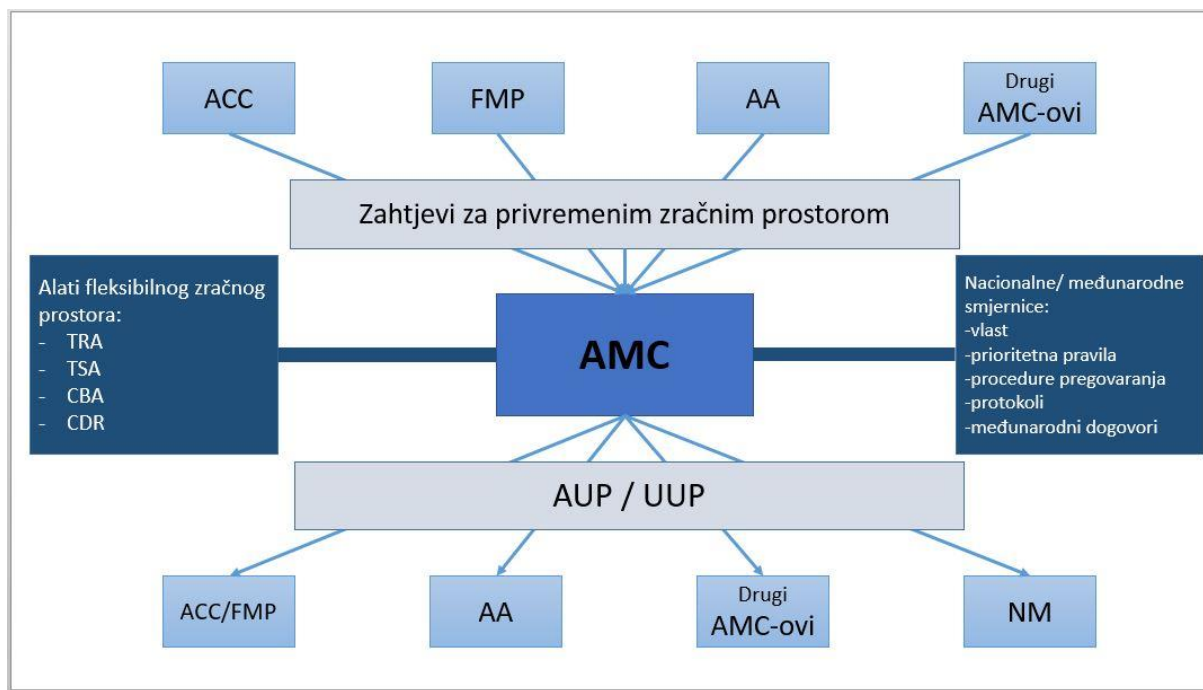 ACC
FMP
AA
Drugi
AMC-ovi
Zahtjevi za privremenim zračnim prostorom
Alati fleksibilnog zračnog
prostora:
- TRA
- TSA
- CBA
- CDR
AMC
Nacionalne/ međunarodne
smjernice:
-vlast
-prioritetna pravila
-procedure pregovaranja
-protokoli
-međunarodni dogovori
AUP / UUP
ACC/FMP
AA
Drugi
AMC-ovi
NM